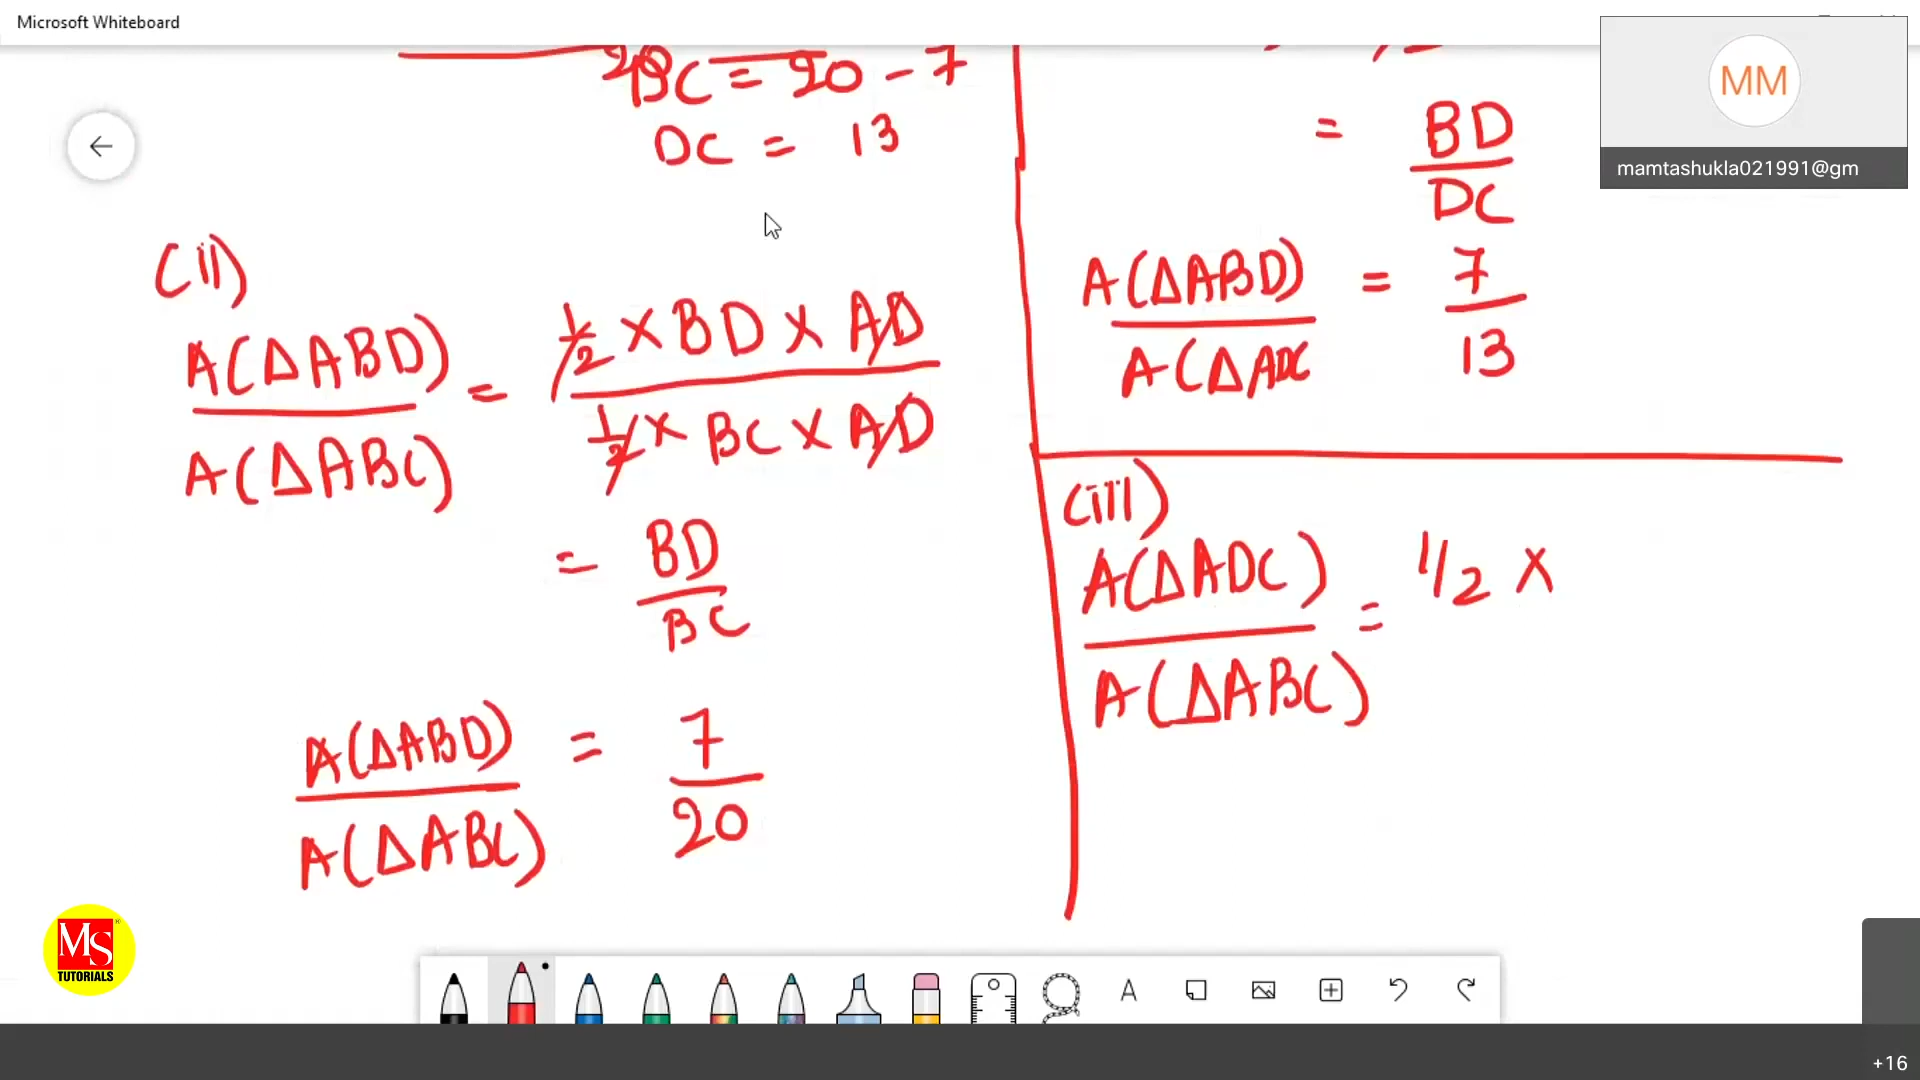 Microsoft Whiteboard
BC = 20 - 7
DC = 13
(ii)
A(ΔABD) / A(ΔABC) = 1/2 × BD × AD / 1/2 × BC × AD
= BD / BC
A(ΔABD) / A(ΔABC) = 7 / 20
= BD / DC
A(ΔABD) / A(ΔADC = 7 / 13
(iii)
A(ΔADC) / A(ΔABC) = 1/2 ×
MM
mamtashukla021991@gm
MS
TUTORIALS
A
+16